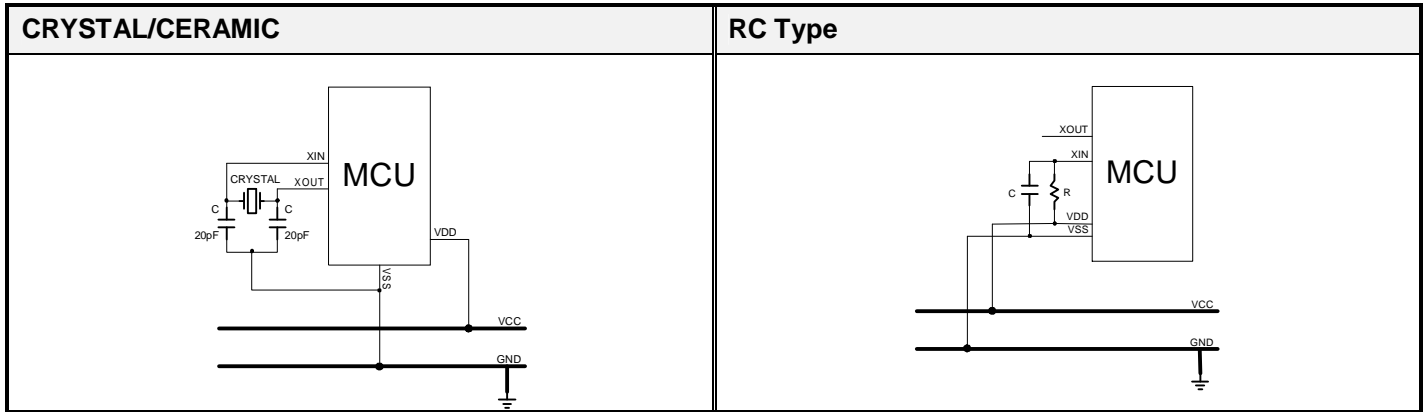 CRYSTAL/CERAMIC
XIN
CRYSTAL
XOUT
MCU
C
C
20pF
20pF
VDD
VSS
VCC
GND
RC Type
XOUT
XIN
MCU
C
R
VDD
VSS
VCC
GND